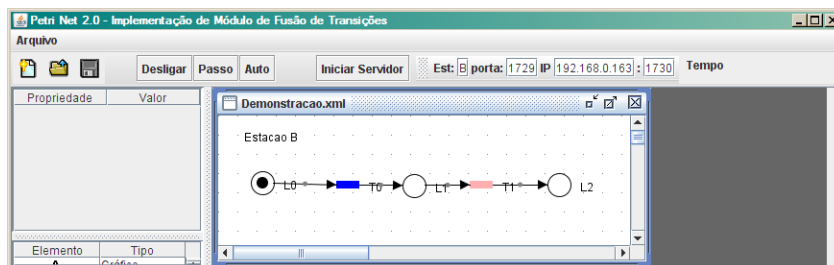 Petri Net 2.0 - Implementação de Módulo de Fusão de Transições
Arquivo
Desligar Passo Auto Iniciar Servidor Est: B porta: 1729 IP 192.168.0.163 : 1730 Tempo
Propriedade Valor
Demonstracao.xml
Estacao B
L0 T0 L1 T1 L2
Elemento Tipo
A Gráfico